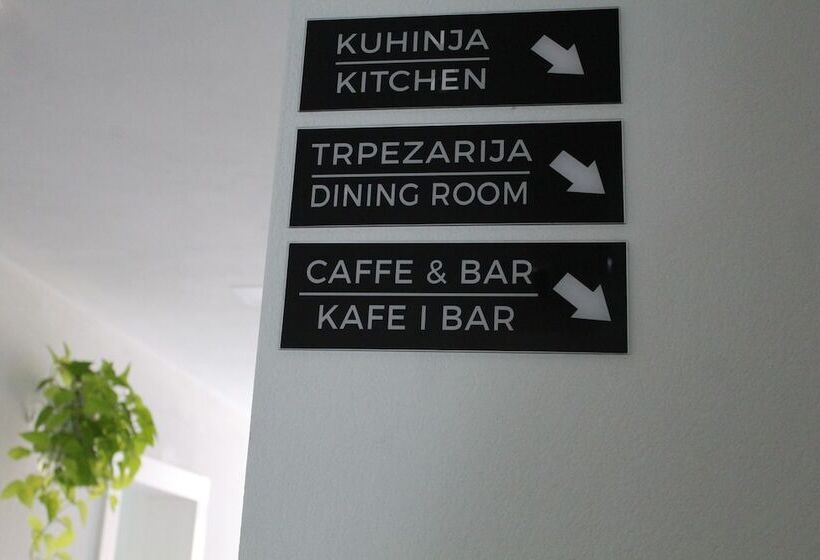 KUHINJA
KITCHEN
TRPEZARIJA
DINING ROOM
CAFFE & BAR
KAFE I BAR